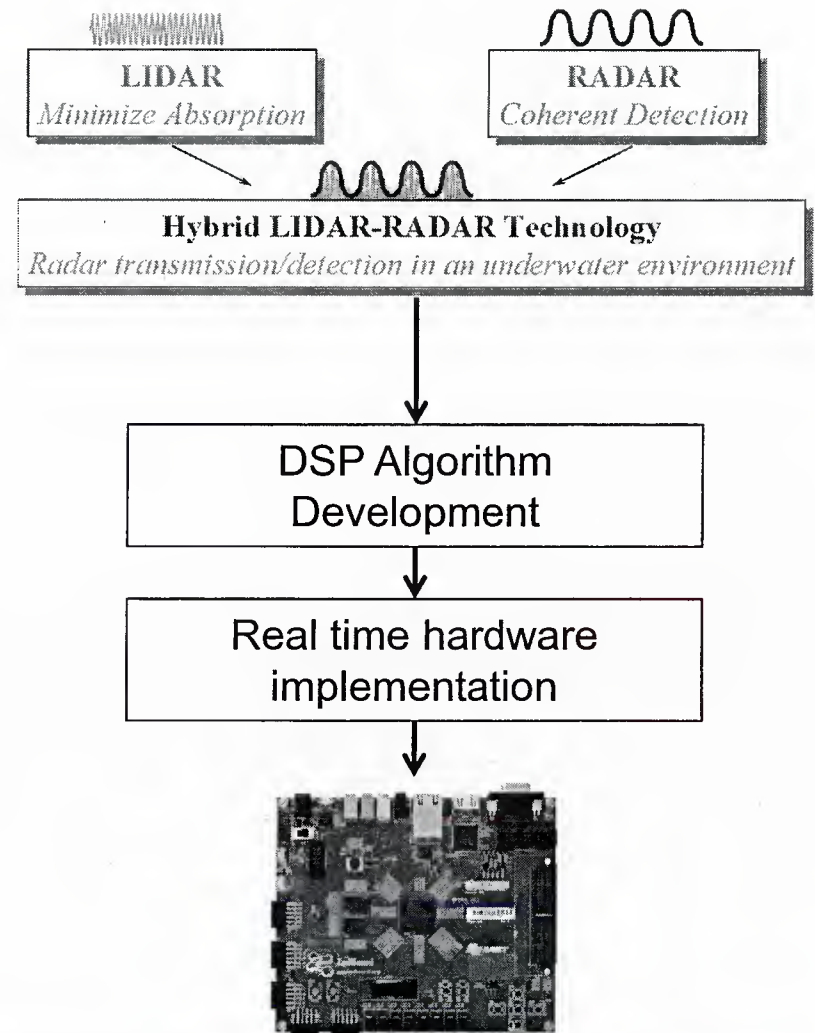 LIDAR
Minimize Absorption
RADAR
Coherent Detection
Hybrid LIDAR-RADAR Technology
Radar transmission/detection in an underwater environment
DSP Algorithm
Development
Real time hardware
implementation